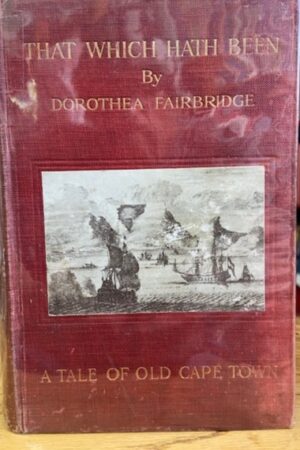 THAT WHICH HATH BEEN
By
DOROTHEA FAIRBRIDGE
A TALE OF OLD CAPE TOWN